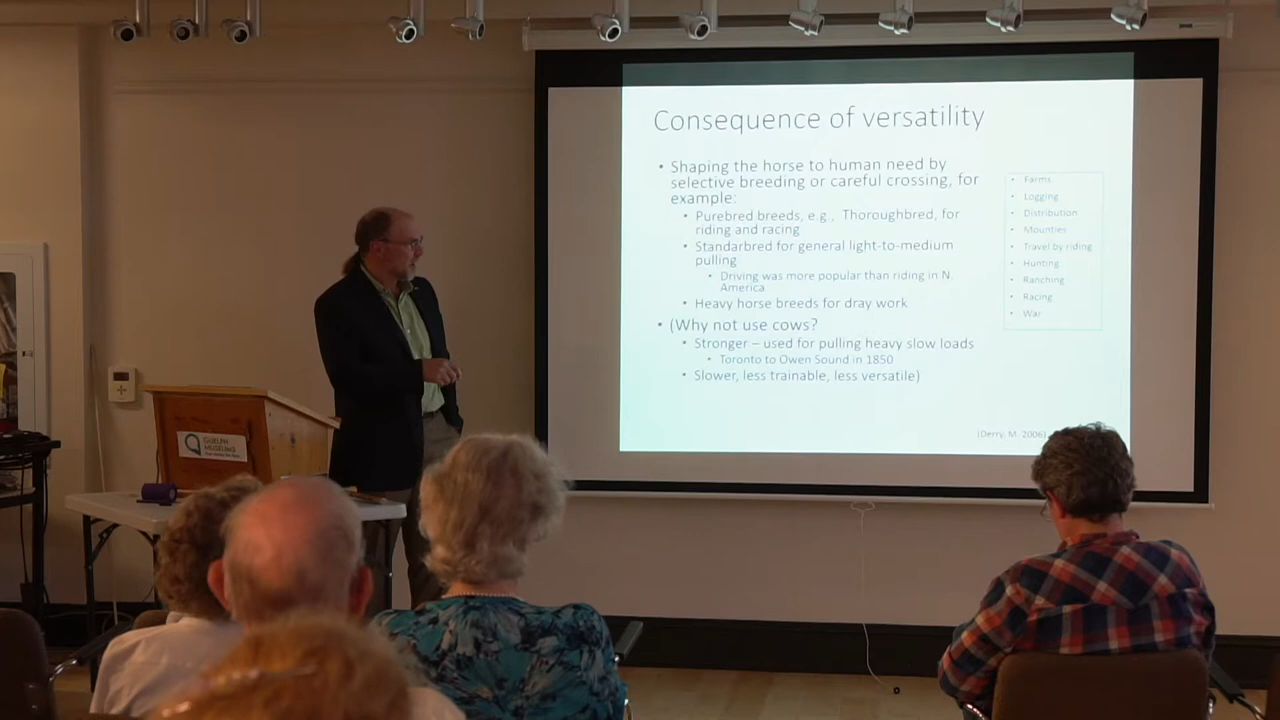 Consequence of versatility
• Shaping the horse to human need by
selective breeding or careful crossing, for
example:
• Purebred breeds, e.g., Thoroughbred, for
riding and racing
• Standarbred for general light-to-medium
pulling
• Driving was more popular than riding in N.
America
• Heavy horse breeds for dray work
• (Why not use cows?
• Stronger – used for pulling heavy slow loads
• Toronto to Owen Sound in 1850
• Slower, less trainable, less versatile)
• Farms
• Logging
• Distribution
• Mounties
• Travel by riding
• Hunting
• Ranching
• Racing
• War
(Derry, M. 2006)
GUELPH
MUSEUMS